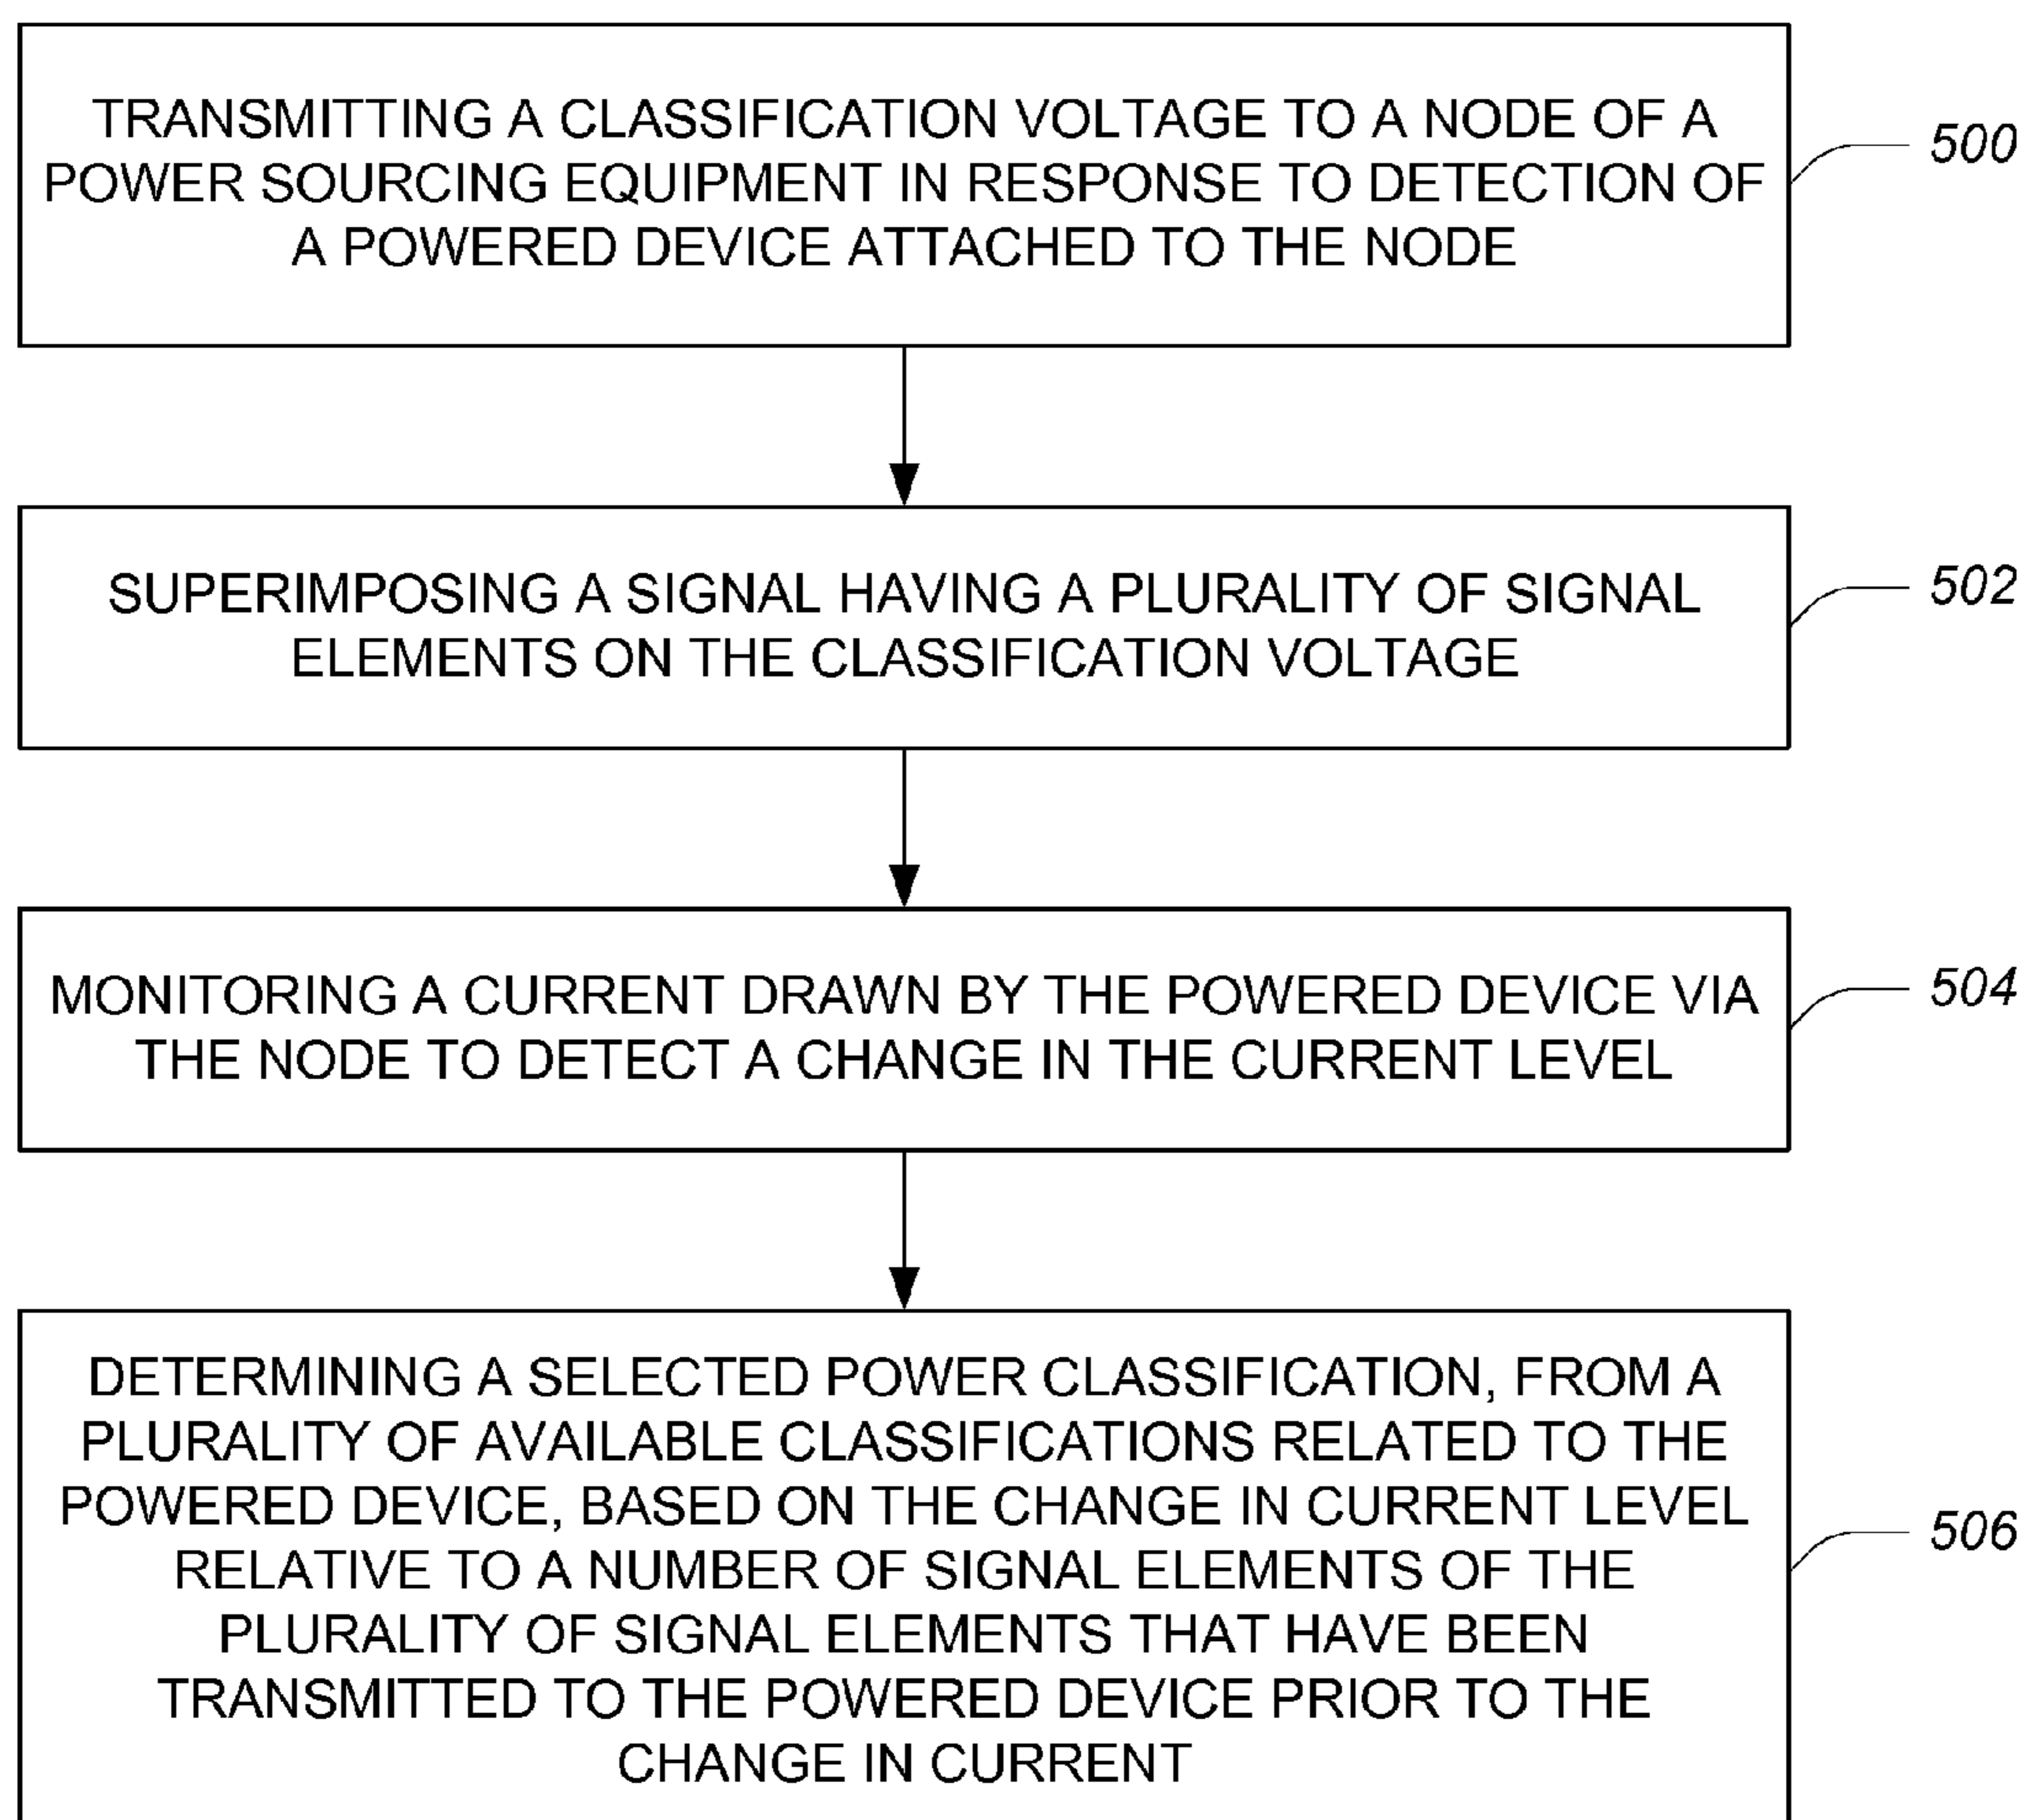 TRANSMITTING A CLASSIFICATION VOLTAGE TO A NODE OF A
POWER SOURCING EQUIPMENT IN RESPONSE TO DETECTION OF
A POWERED DEVICE ATTACHED TO THE NODE
500
SUPERIMPOSING A SIGNAL HAVING A PLURALITY OF SIGNAL
ELEMENTS ON THE CLASSIFICATION VOLTAGE
502
MONITORING A CURRENT DRAWN BY THE POWERED DEVICE VIA
THE NODE TO DETECT A CHANGE IN THE CURRENT LEVEL
504
DETERMINING A SELECTED POWER CLASSIFICATION, FROM A
PLURALITY OF AVAILABLE CLASSIFICATIONS RELATED TO THE
POWERED DEVICE, BASED ON THE CHANGE IN CURRENT LEVEL
RELATIVE TO A NUMBER OF SIGNAL ELEMENTS OF THE
PLURALITY OF SIGNAL ELEMENTS THAT HAVE BEEN
TRANSMITTED TO THE POWERED DEVICE PRIOR TO THE
CHANGE IN CURRENT
506